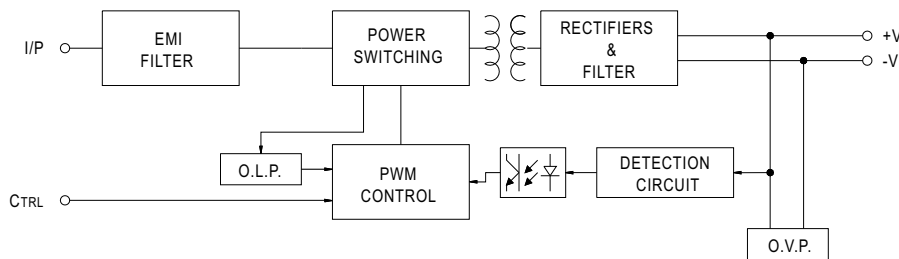 I/P
EMI
FILTER
POWER
SWITCHING
RECTIFIERS
&
FILTER
+V
-V
O.L.P.
PWM
CONTROL
DETECTION
CIRCUIT
CTRL
O.V.P.